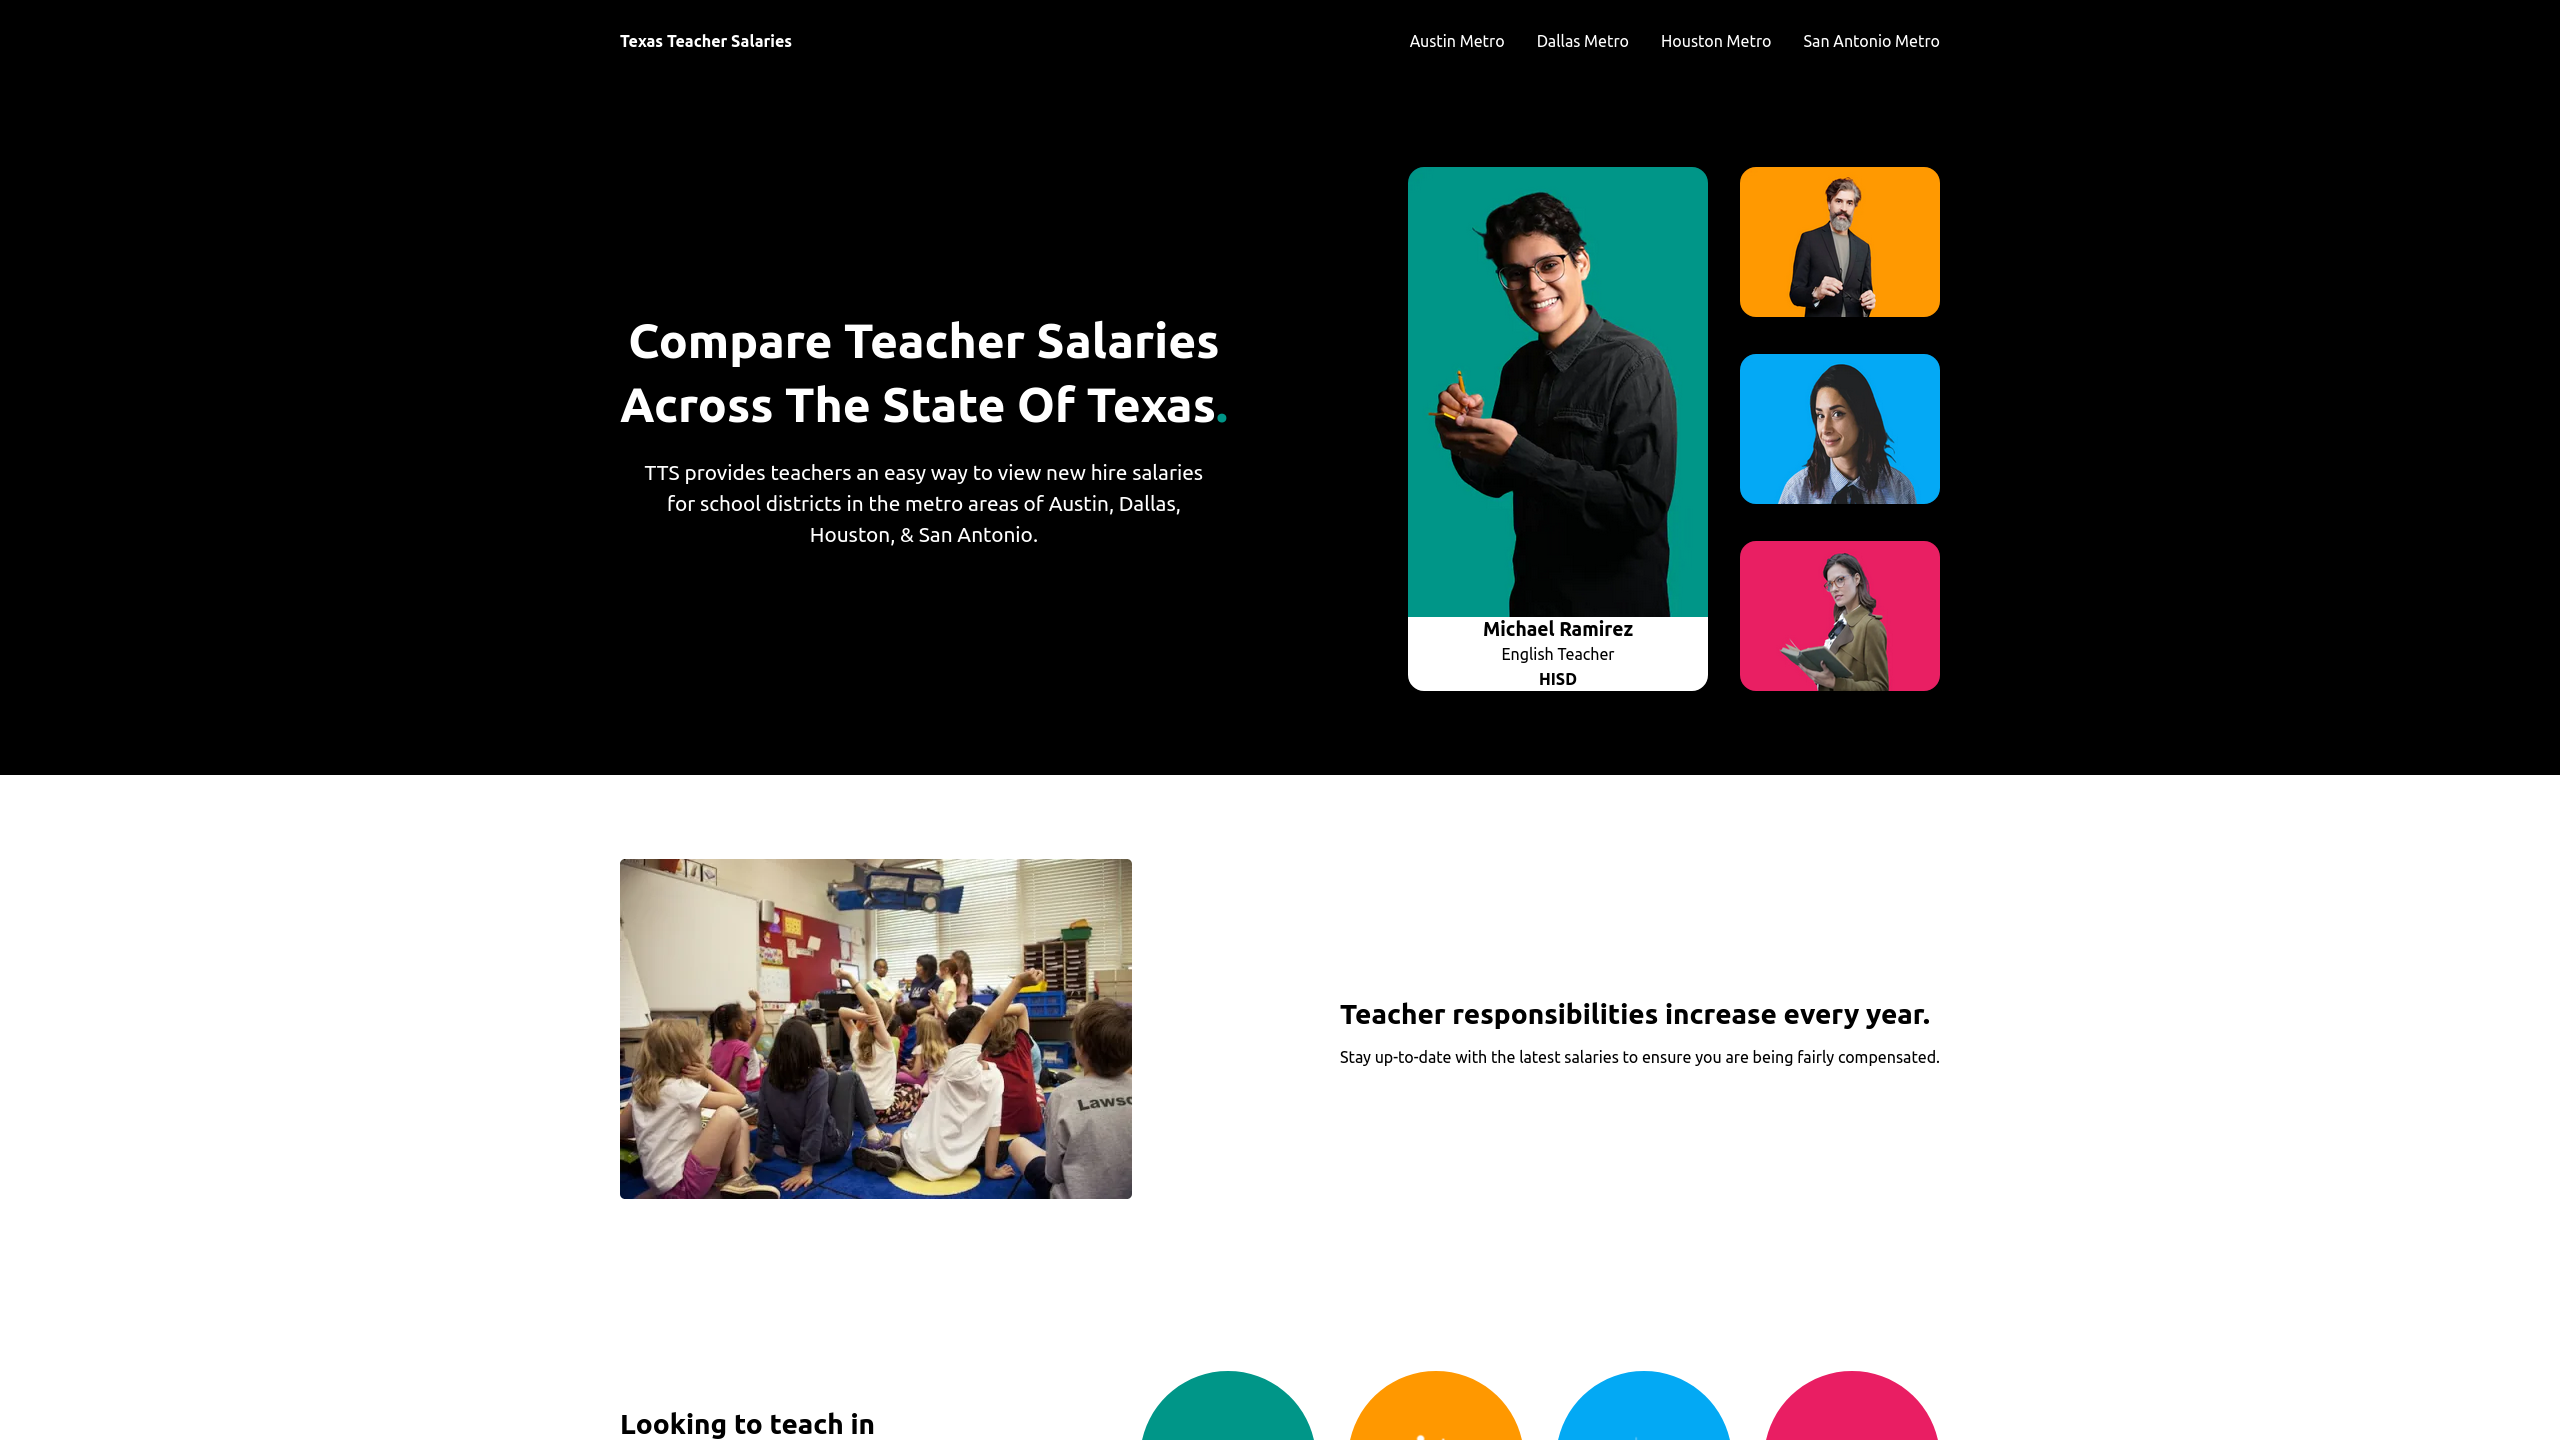 Texas Teacher Salaries
Austin Metro
Dallas Metro
Houston Metro
San Antonio Metro
Compare Teacher Salaries
Across The State Of Texas.
TTS provides teachers an easy way to view new hire salaries
for school districts in the metro areas of Austin, Dallas,
Houston, & San Antonio.
Michael Ramirez
English Teacher
HISD
Lawso
Teacher responsibilities increase every year.
Stay up-to-date with the latest salaries to ensure you are being fairly compensated.
Looking to teach in